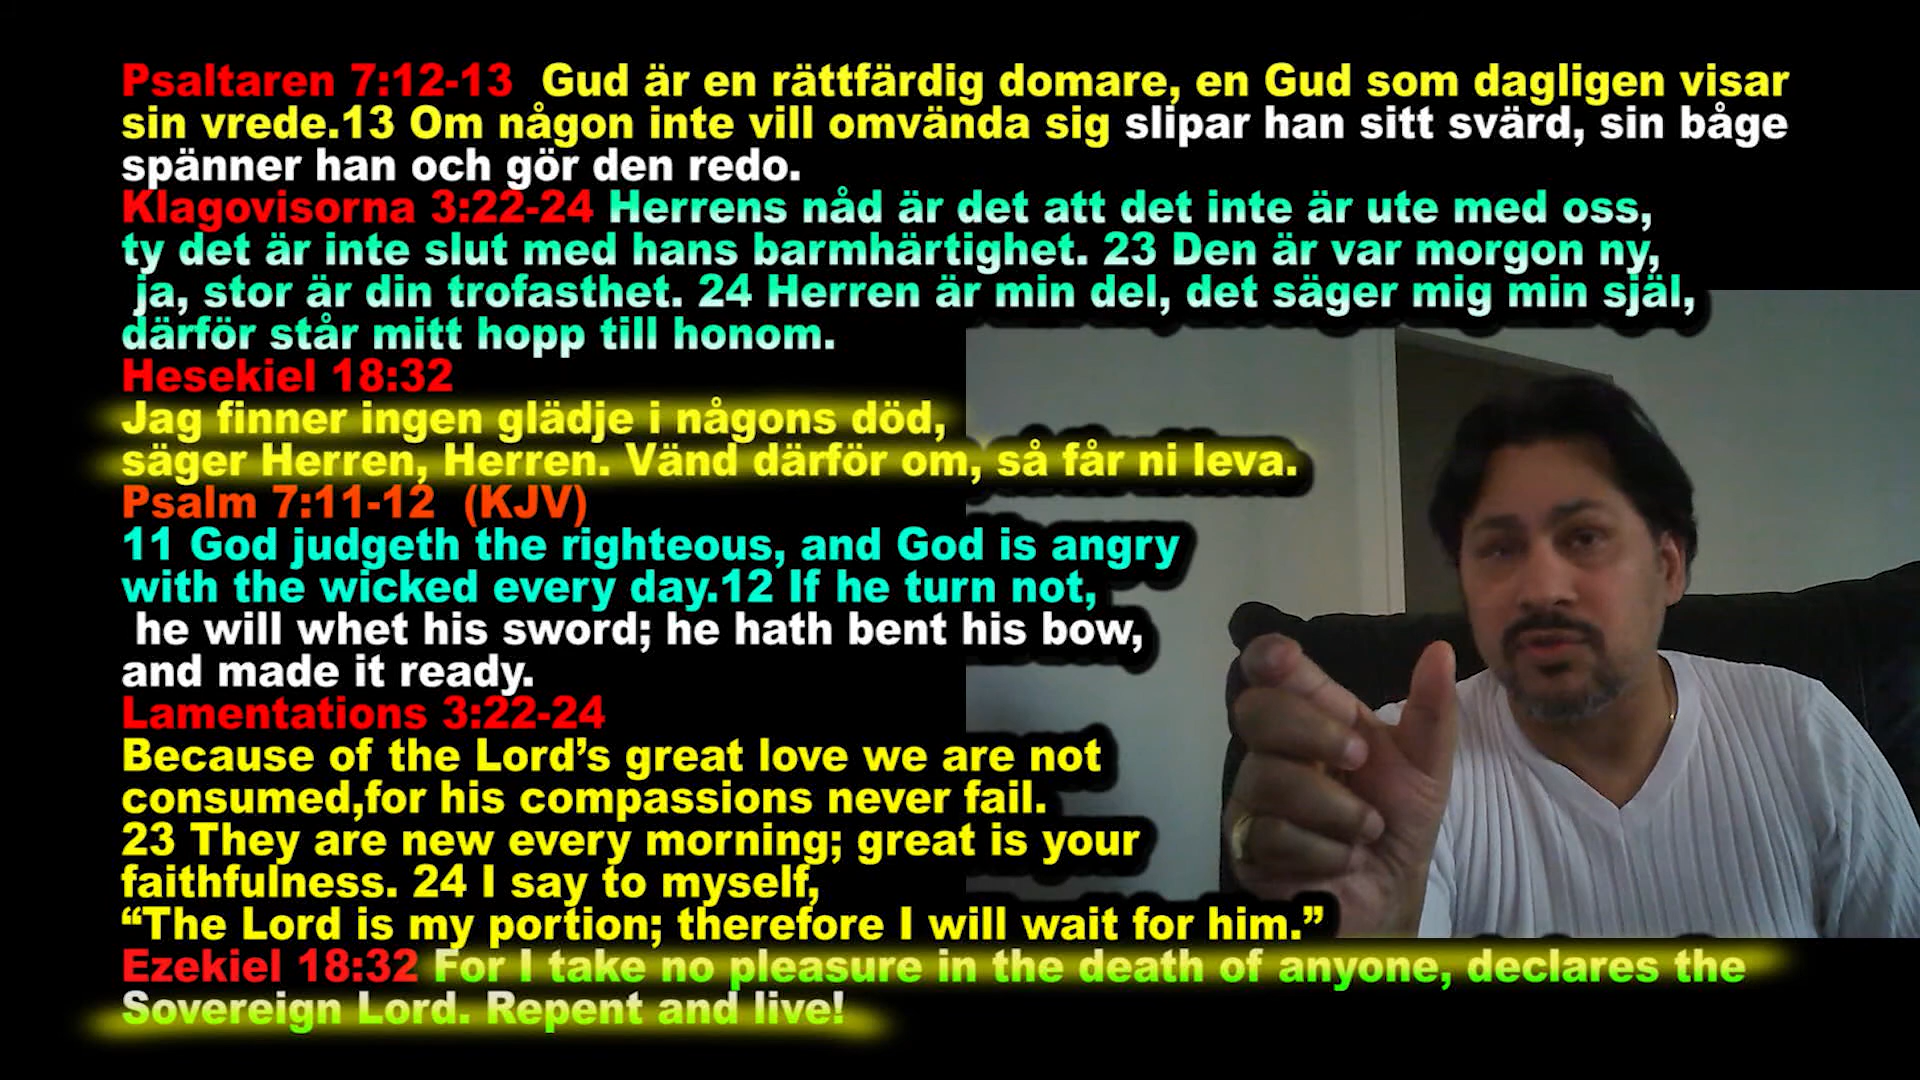 Psaltaren 7:12-13  Gud är en rättfärdig domare, en Gud som dagligen visar
sin vrede.13 Om någon inte vill omvända sig slipar han sitt svärd, sin båge
spänner han och gör den redo.
Klagovisorna 3:22-24 Herrens nåd är det att det inte är ute med oss,
ty det är inte slut med hans barmhärtighet. 23 Den är var morgon ny,
ja, stor är din trofasthet. 24 Herren är min del, det säger mig min själ,
därför står mitt hopp till honom.
Hesekiel 18:32
Jag finner ingen glädje i någons död,
säger Herren, Herren. Vänd därför om, så får ni leva.
Psalm 7:11-12  (KJV)
11 God judgeth the righteous, and God is angry
with the wicked every day.12 If he turn not,
he will whet his sword; he hath bent his bow,
and made it ready.
Lamentations 3:22-24
Because of the Lord’s great love we are not
consumed,for his compassions never fail.
23 They are new every morning; great is your
faithfulness. 24 I say to myself,
“The Lord is my portion; therefore I will wait for him.”
Ezekiel 18:32 For I take no pleasure in the death of anyone, declares the
Sovereign Lord. Repent and live!